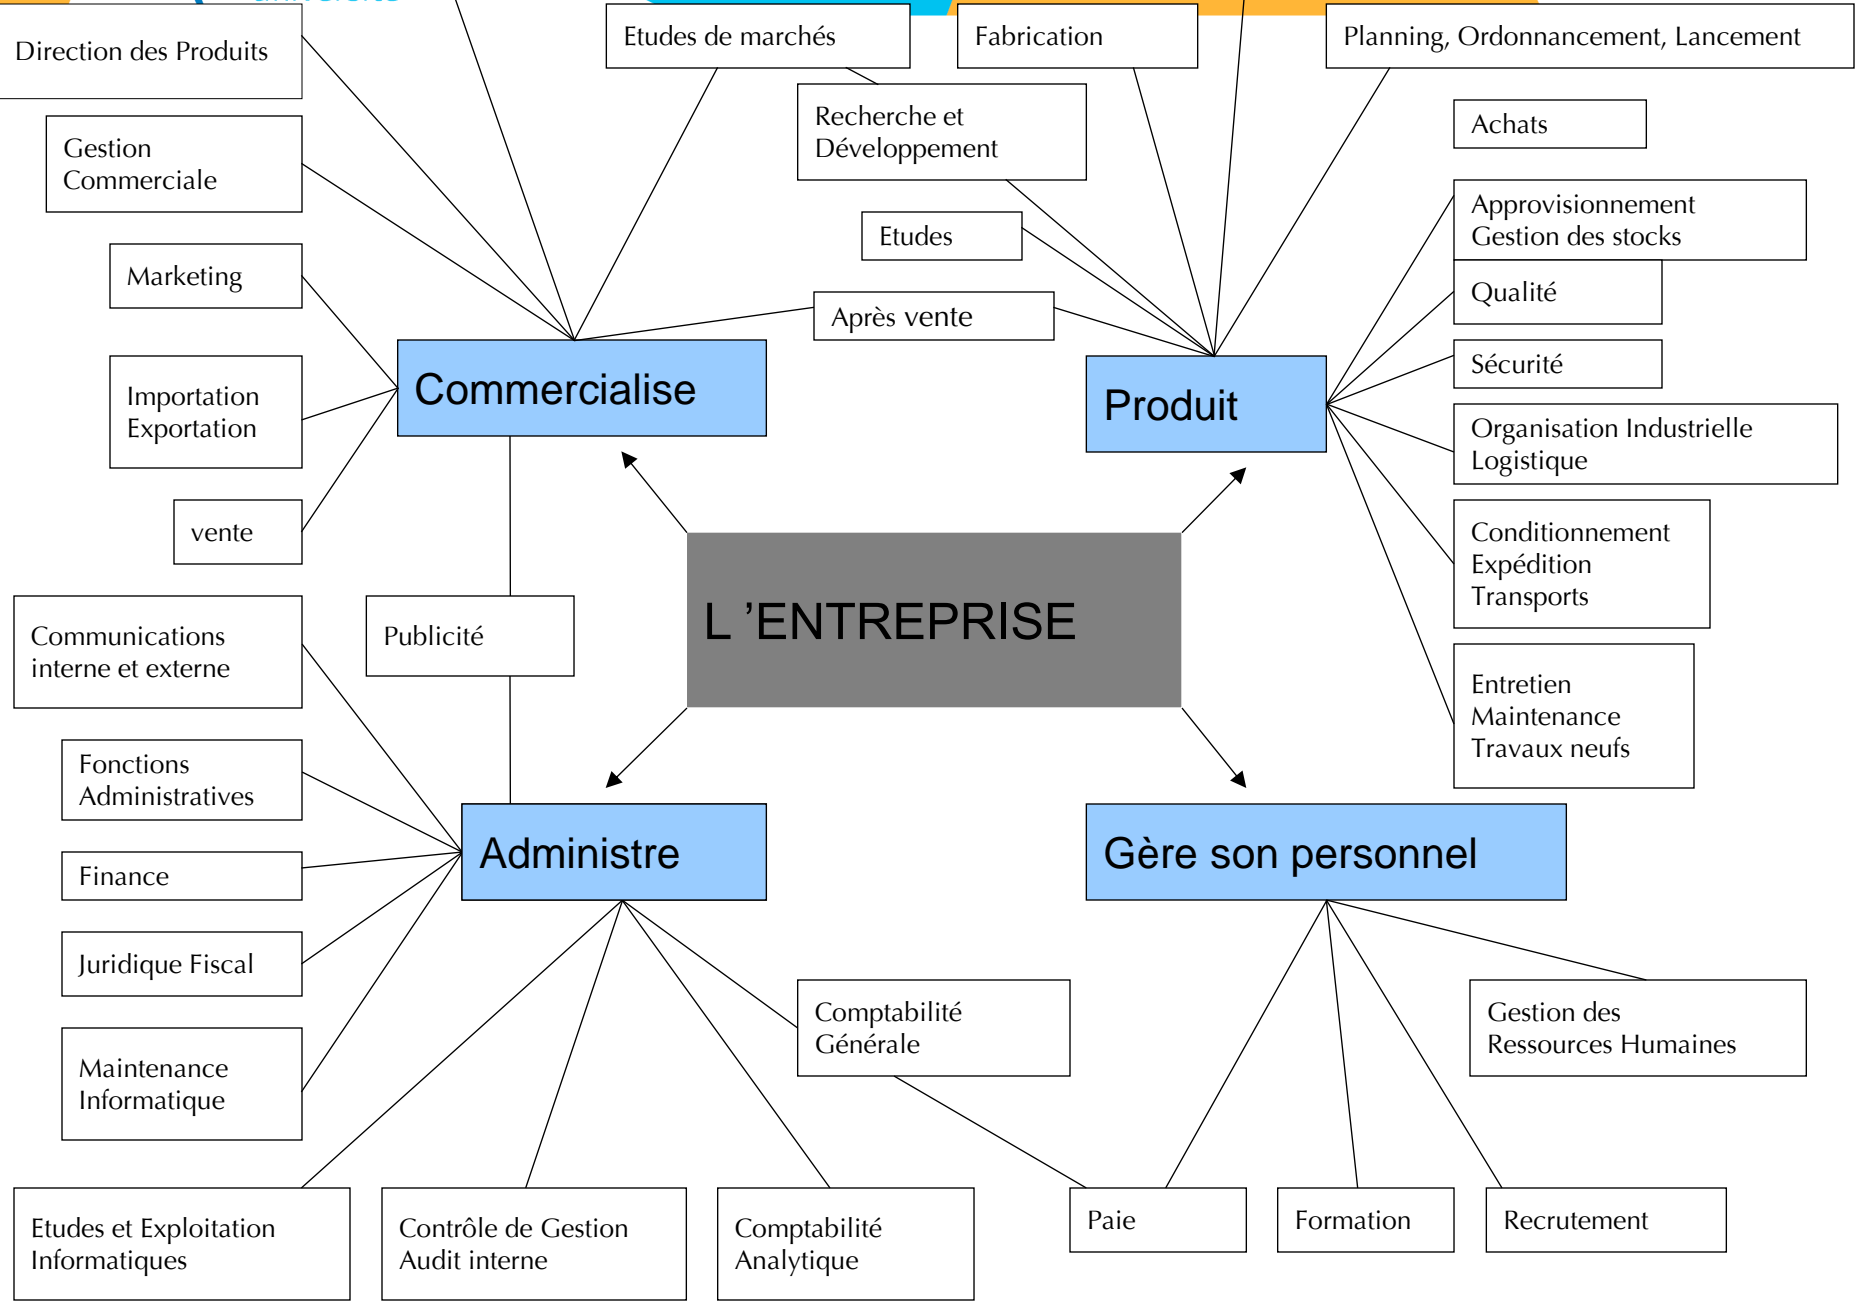 Direction des Produits
Etudes de marchés
Fabrication
Planning, Ordonnancement, Lancement
Gestion
Commerciale
Recherche et
Développement
Achats
Marketing
Etudes
Approvisionnement
Gestion des stocks
Après vente
Qualité
Importation
Exportation
Commercialise
Produit
Sécurité
vente
Organisation Industrielle
Logistique
Conditionnement
Expédition
Transports
Communications
interne et externe
Publicité
L ’ENTREPRISE
Entretien
Maintenance
Travaux neufs
Fonctions
Administratives
Finance
Administre
Gère son personnel
Juridique Fiscal
Maintenance
Informatique
Comptabilité
Générale
Gestion des
Ressources Humaines
Etudes et Exploitation
Informatiques
Contrôle de Gestion
Audit interne
Comptabilité
Analytique
Paie
Formation
Recrutement